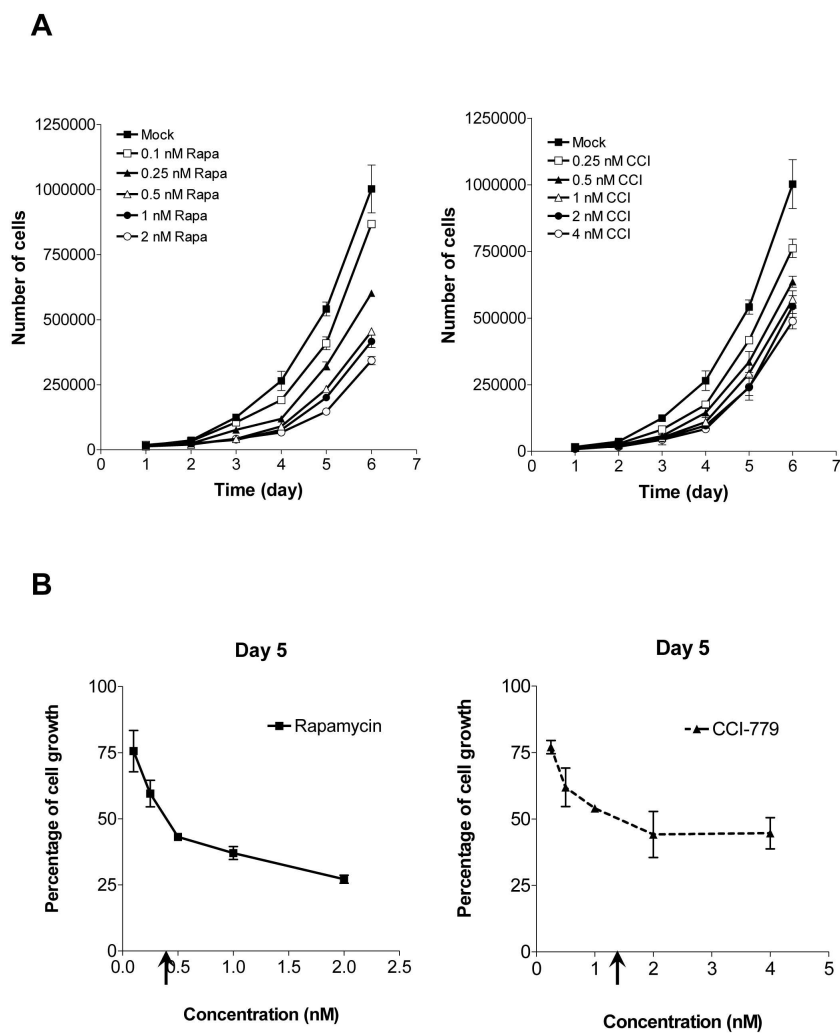 A
1250000
1000000
750000
500000
250000
0
Number of cells
Mock
0.1 nM Rapa
0.25 nM Rapa
0.5 nM Rapa
1 nM Rapa
2 nM Rapa
0 1 2 3 4 5 6 7
Time (day)
1250000
1000000
750000
500000
250000
0
Number of cells
Mock
0.25 nM CCI
0.5 nM CCI
1 nM CCI
2 nM CCI
4 nM CCI
0 1 2 3 4 5 6 7
Time (day)
B
Day 5
100
75
50
25
0
Percentage of cell growth
Rapamycin
0.0 0.5 1.0 1.5 2.0 2.5
Concentration (nM)
Day 5
100
75
50
25
0
Percentage of cell growth
CCI-779
0 1 2 3 4 5
Concentration (nM)